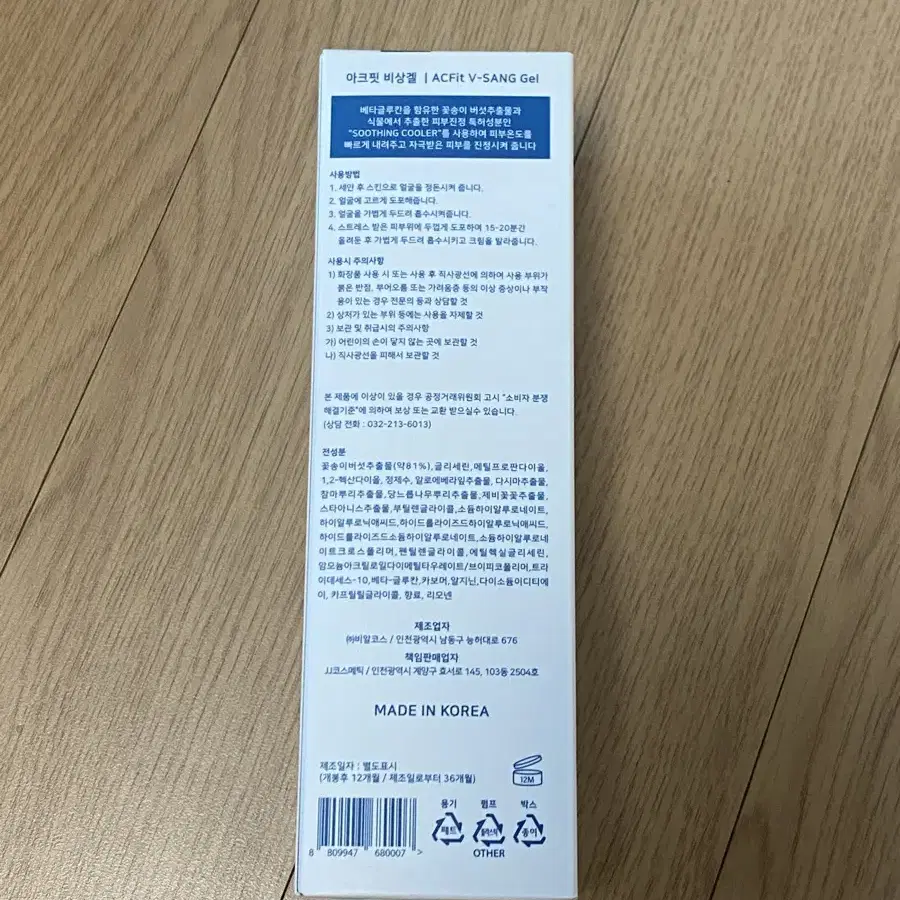 아크핏 비상겔 | ACFit V-SANG Gel
베타글루칸을 함유한 꽃송이 버섯추출물과
식물에서 추출한 피부진정 특허성분인
"SOOTHING COOLER"를 사용하여 피부온도를
빠르게 내려주고 자극받은 피부를 진정시켜 줍니다
사용방법
1. 세안 후 스킨으로 얼굴을 정돈시켜 줍니다.
2. 얼굴에 고르게 도포해줍니다.
3. 얼굴을 가볍게 두드려 흡수시켜줍니다.
4. 스트레스 받은 피부위에 두껍게 도포하여 15-20분간
올려둔 후 가볍게 두드려 흡수시키고 크림을 발라줍니다.
사용시 주의사항
1) 화장품 사용 시 또는 사용 후 직사광선에 의하여 사용 부위가
붉은 반점, 부어오름 또는 가려움증 등의 이상 증상이나 부작
용이 있는 경우 전문의 등과 상담할 것
2) 상처가 있는 부위 등에는 사용을 자제할 것
3) 보관 및 취급시의 주의사항
가) 어린이의 손이 닿지 않는 곳에 보관할 것
나) 직사광선을 피해서 보관할 것
본 제품에 이상이 있을 경우 공정거래위원회 고시 "소비자 분쟁
해결기준"에 의하여 보상 또는 교환 받으실수 있습니다.
(상담 전화 : 032-213-6013)
전성분
꽃송이버섯추출물(약81%),글리세린,메틸프로판다이올,
1,2-헥산다이올, 정제수, 알로에베라잎추출물, 다시마추출물,
참마뿌리추출물,당느릅나무뿌리추출물,제비꽃꽃추출물,
스타아니스추출물,부틸렌글라이콜,소듐하이알루로네이트,
하이알루로닉애씨드,하이드롤라이즈드하이알루로닉애씨드,
하이드롤라이즈드소듐하이알루로네이트,소듐하이알루로네
이트크로스폴리머,펜틸렌글라이콜,에틸헥실글리세린,
암모늄아크릴로일다이메틸타우레이트/브이피코폴리머,트라
이데세스-10,베타-글루칸,카보머,알지닌,다이소듐이디티에
이, 카프릴릴글라이콜, 향료, 리모넨
제조업자
㈜비알코스 / 인천광역시 남동구 능허대로 676
책임판매업자
JJ코스메틱 / 인천광역시 계양구 효서로 145, 103동 2504호
MADE IN KOREA
제조일자 : 별도표시
(개봉후 12개월 / 제조일로부터 36개월)
12M
용기 펌프 박스
페트 플라스틱 종이
OTHER
8 809947 680007 >